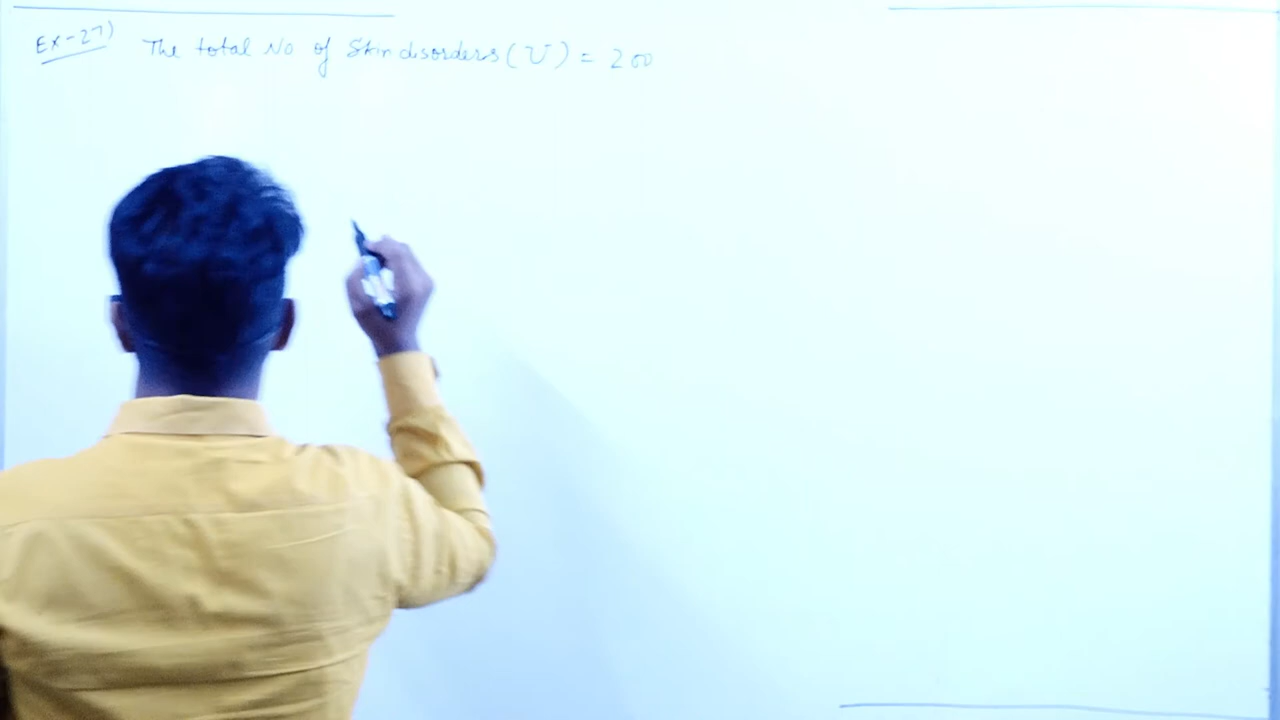 Ex-27) The total No of Skin disorders (U) = 200